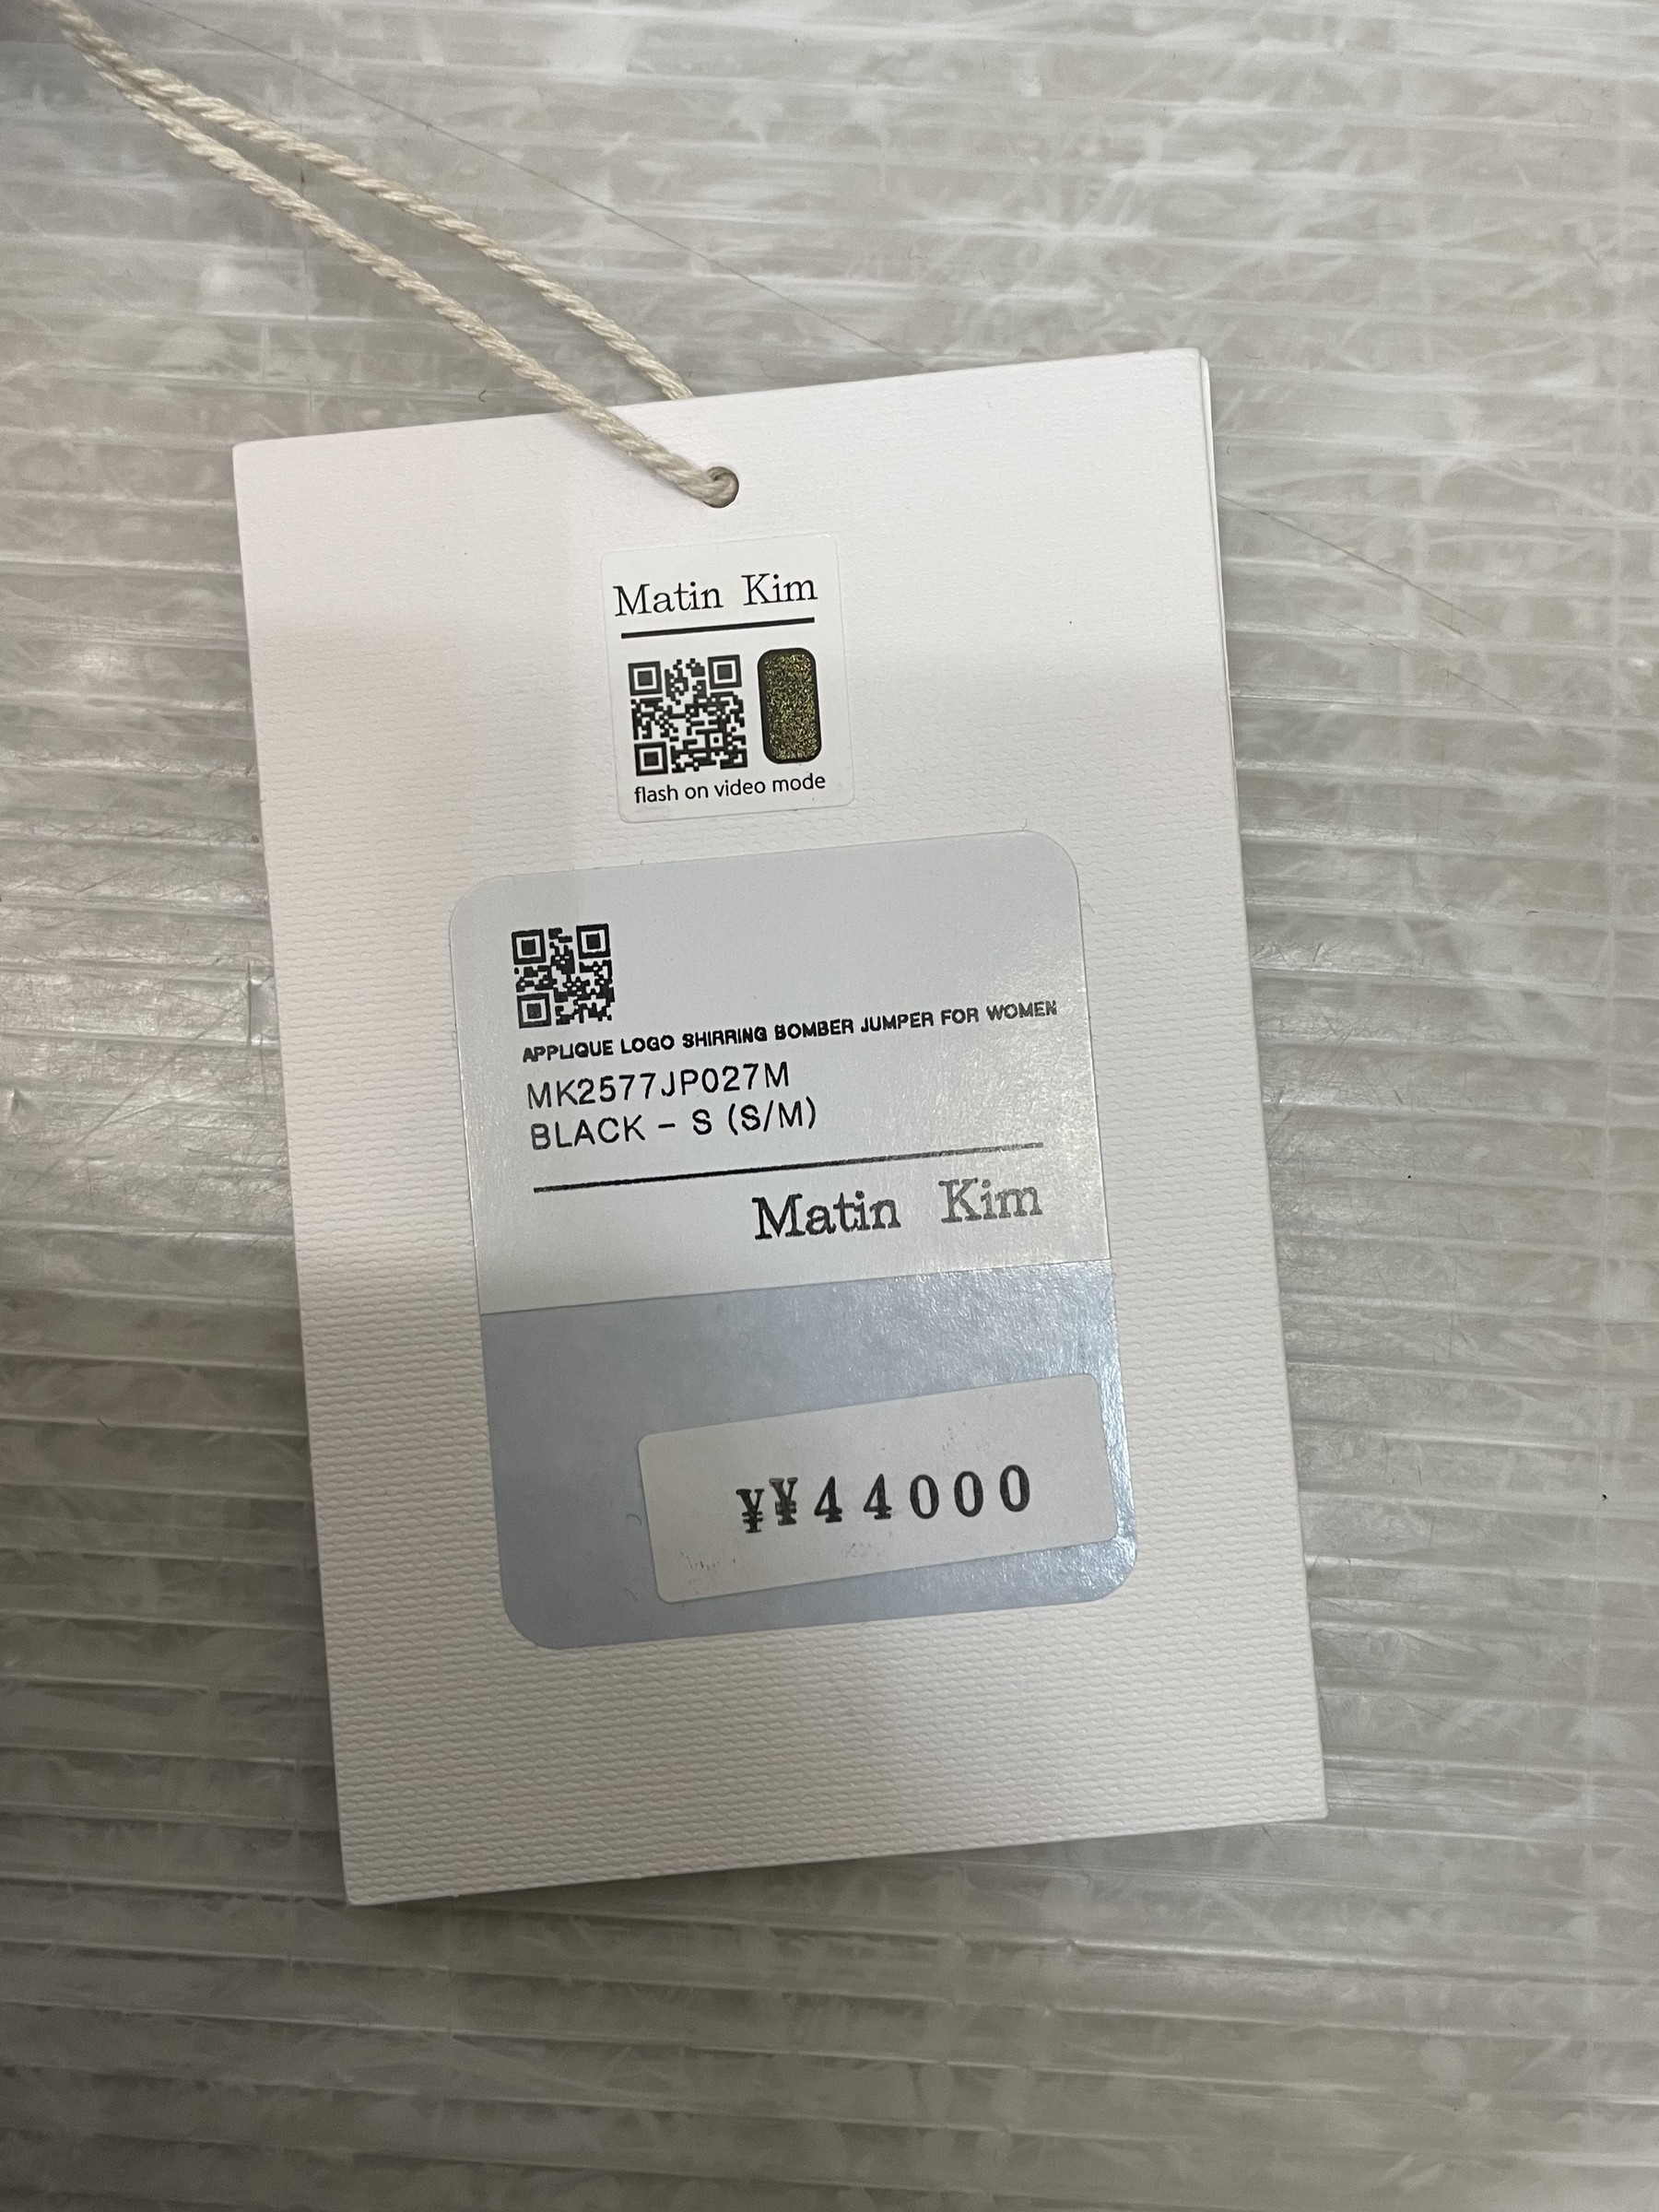 Matin Kim
flash on video mode
APPLIQUE LOGO SHIRRING BOMBER JUMPER FOR WOMEN
MK2577JP027M
BLACK - S (S/M)
Matin Kim
¥¥44000